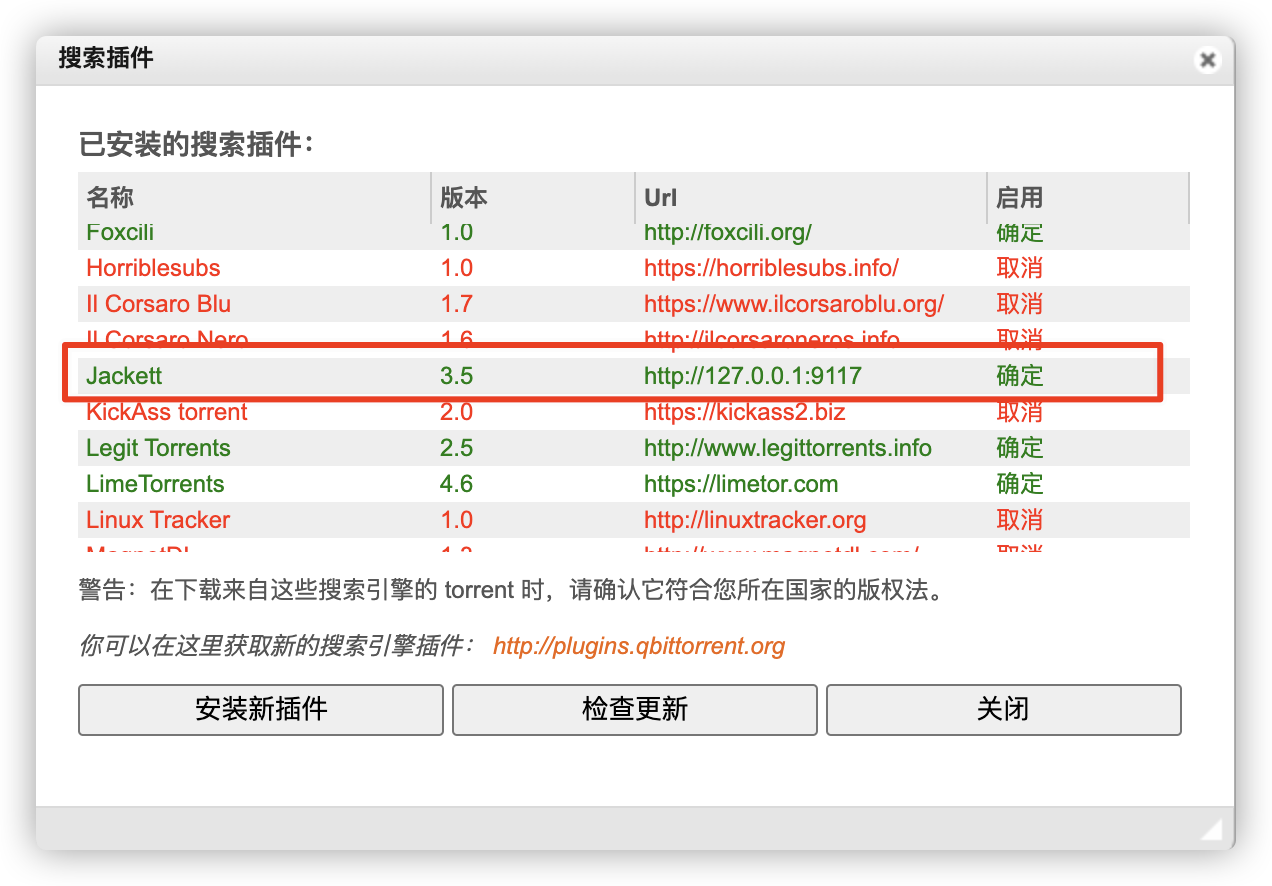 搜索插件
已安装的搜索插件：
名称 版本 Url 启用
Foxcili 1.0 http://foxcili.org/ 确定
Horriblesubs 1.0 https://horriblesubs.info/ 取消
Il Corsaro Blu 1.7 https://www.ilcorsaroblu.org/ 取消
Il Corsaro Nero 1.6 http://ilcorsaroneros.info 取消
Jackett 3.5 http://127.0.0.1:9117 确定
KickAss torrent 2.0 https://kickass2.biz 取消
Legit Torrents 2.5 http://www.legittorrents.info 确定
LimeTorrents 4.6 https://limetor.com 确定
Linux Tracker 1.0 http://linuxtracker.org 取消
警告：在下载来自这些搜索引擎的 torrent 时，请确认它符合您所在国家的版权法。
你可以在这里获取新的搜索引擎插件： http://plugins.qbittorrent.org
安装新插件 检查更新 关闭